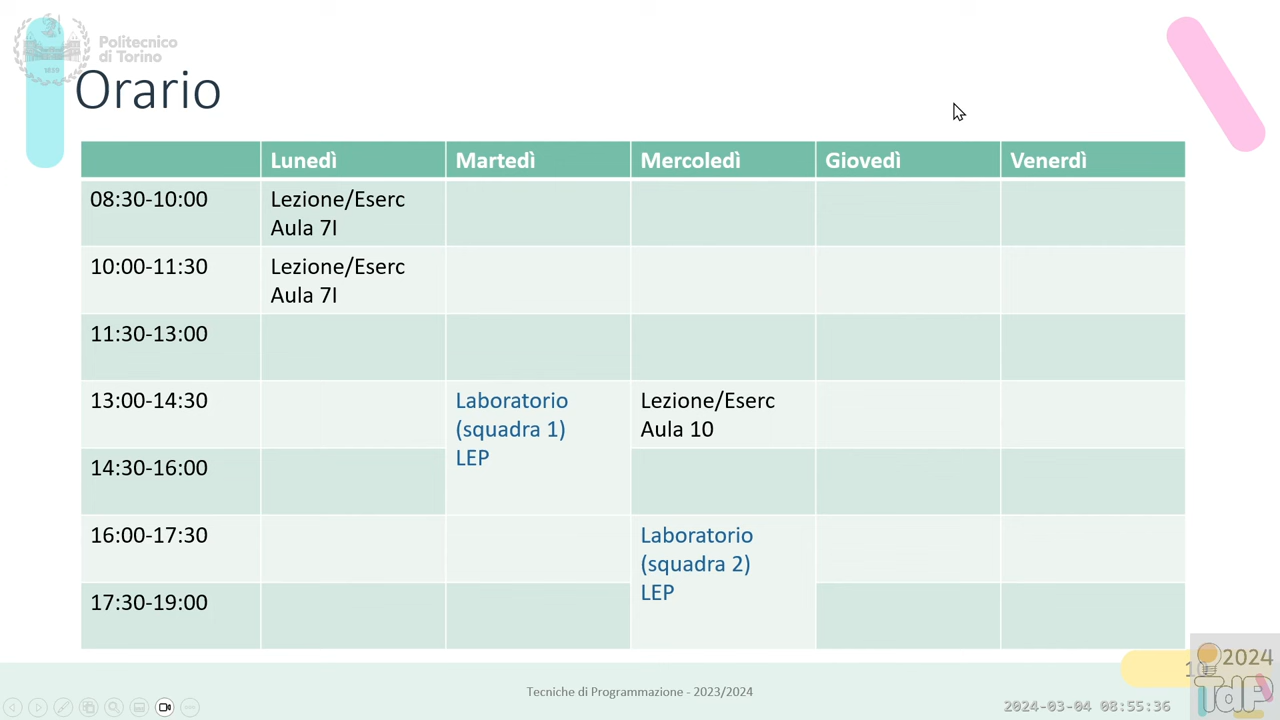 Politecnico
di Torino
1859
Orario
Lunedì Martedì Mercoledì Giovedì Venerdì
08:30-10:00 Lezione/Eserc
Aula 7I
10:00-11:30 Lezione/Eserc
Aula 7I
11:30-13:00
13:00-14:30 Laboratorio Lezione/Eserc
(squadra 1) Aula 10
LEP
14:30-16:00
16:00-17:30 Laboratorio
(squadra 2)
LEP
17:30-19:00
2024
TdP
Tecniche di Programmazione - 2023/2024
2024-03-04 08:55:36